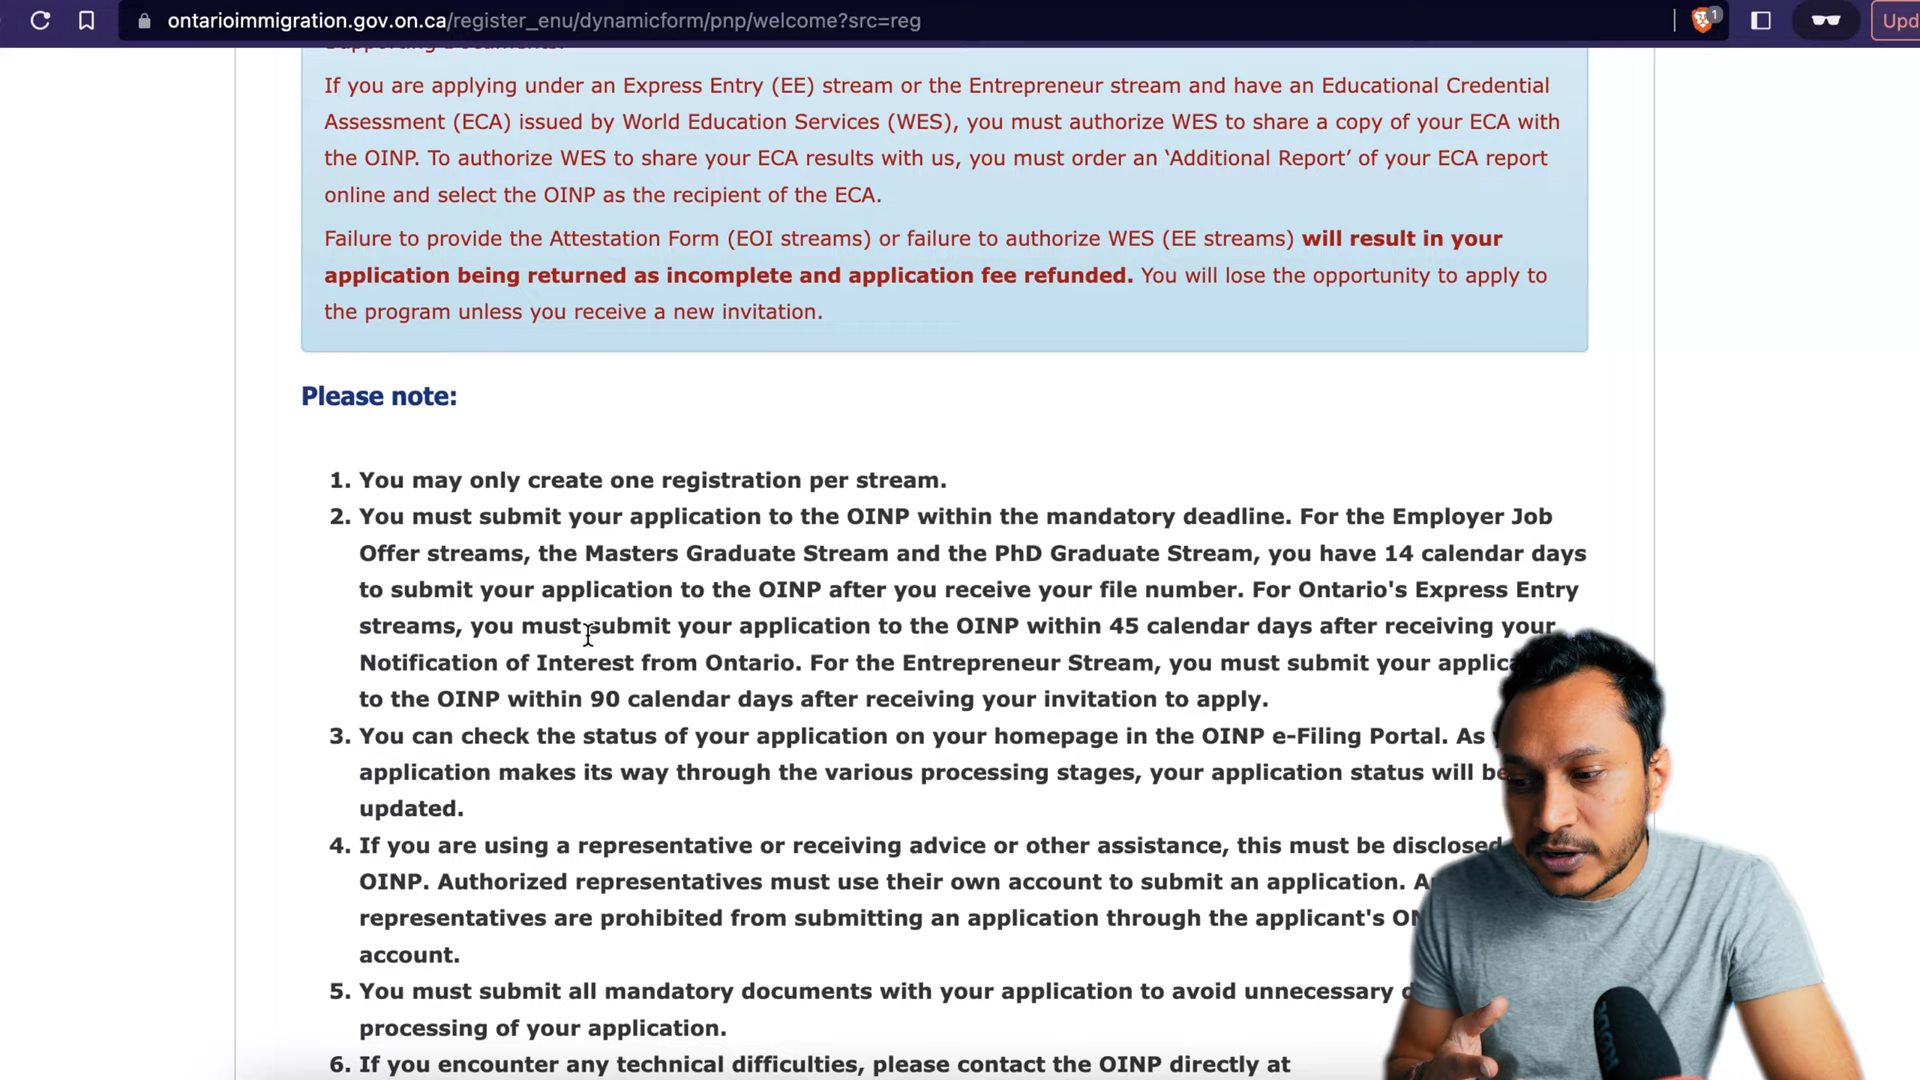 ontarioimmigration.gov.on.ca/register_enu/dynamicform/pnp/welcome?src=reg
1
Upd
Supporting Documents.
If you are applying under an Express Entry (EE) stream or the Entrepreneur stream and have an Educational Credential
Assessment (ECA) issued by World Education Services (WES), you must authorize WES to share a copy of your ECA with
the OINP. To authorize WES to share your ECA results with us, you must order an ‘Additional Report’ of your ECA report
online and select the OINP as the recipient of the ECA.
Failure to provide the Attestation Form (EOI streams) or failure to authorize WES (EE streams) will result in your
application being returned as incomplete and application fee refunded. You will lose the opportunity to apply to
the program unless you receive a new invitation.
Please note:
1. You may only create one registration per stream.
2. You must submit your application to the OINP within the mandatory deadline. For the Employer Job
Offer streams, the Masters Graduate Stream and the PhD Graduate Stream, you have 14 calendar days
to submit your application to the OINP after you receive your file number. For Ontario's Express Entry
streams, you must submit your application to the OINP within 45 calendar days after receiving your
Notification of Interest from Ontario. For the Entrepreneur Stream, you must submit your applica
to the OINP within 90 calendar days after receiving your invitation to apply.
3. You can check the status of your application on your homepage in the OINP e-Filing Portal. As
application makes its way through the various processing stages, your application status will be
updated.
4. If you are using a representative or receiving advice or other assistance, this must be disclosed
OINP. Authorized representatives must use their own account to submit an application.
representatives are prohibited from submitting an application through the applicant's
account.
5. You must submit all mandatory documents with your application to avoid unnecessary
processing of your application.
6. If you encounter any technical difficulties, please contact the OINP directly at